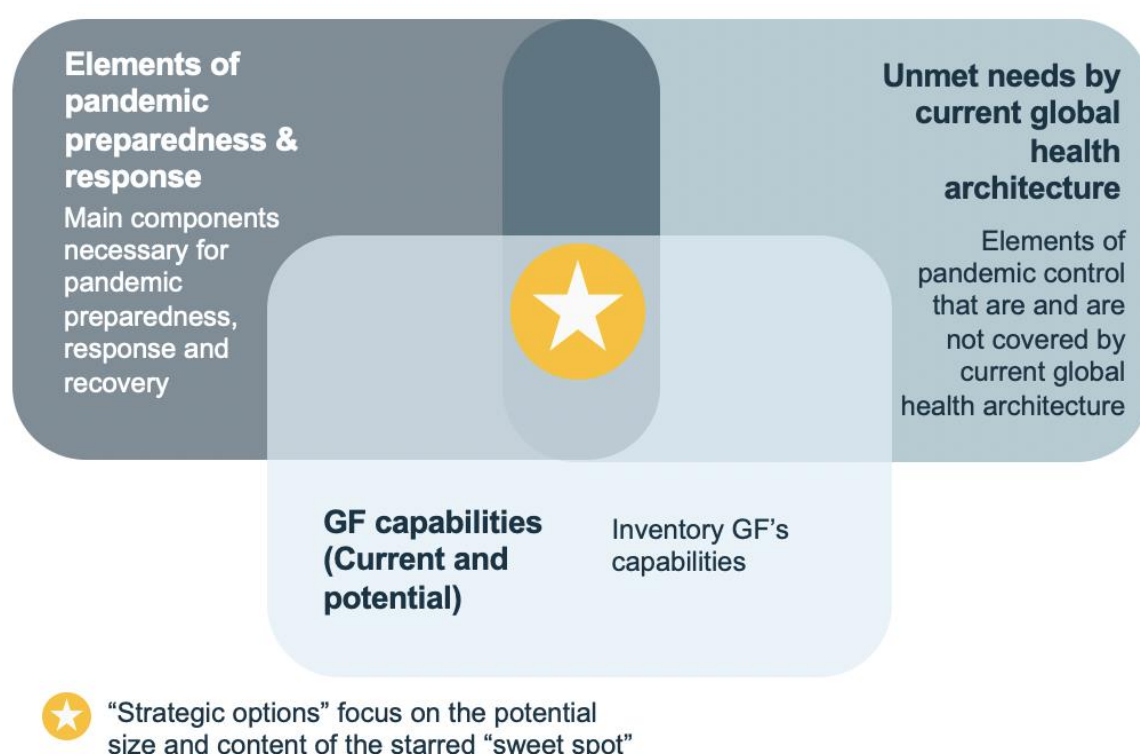 Elements of
pandemic
preparedness &
response
Main components
necessary for
pandemic
preparedness,
response and
recovery
Unmet needs by
current global
health
architecture
Elements of
pandemic control
that are and are
not covered by
current global
health architecture
GF capabilities
(Current and
potential)
Inventory GF’s
capabilities
“Strategic options” focus on the potential
size and content of the starred “sweet spot”